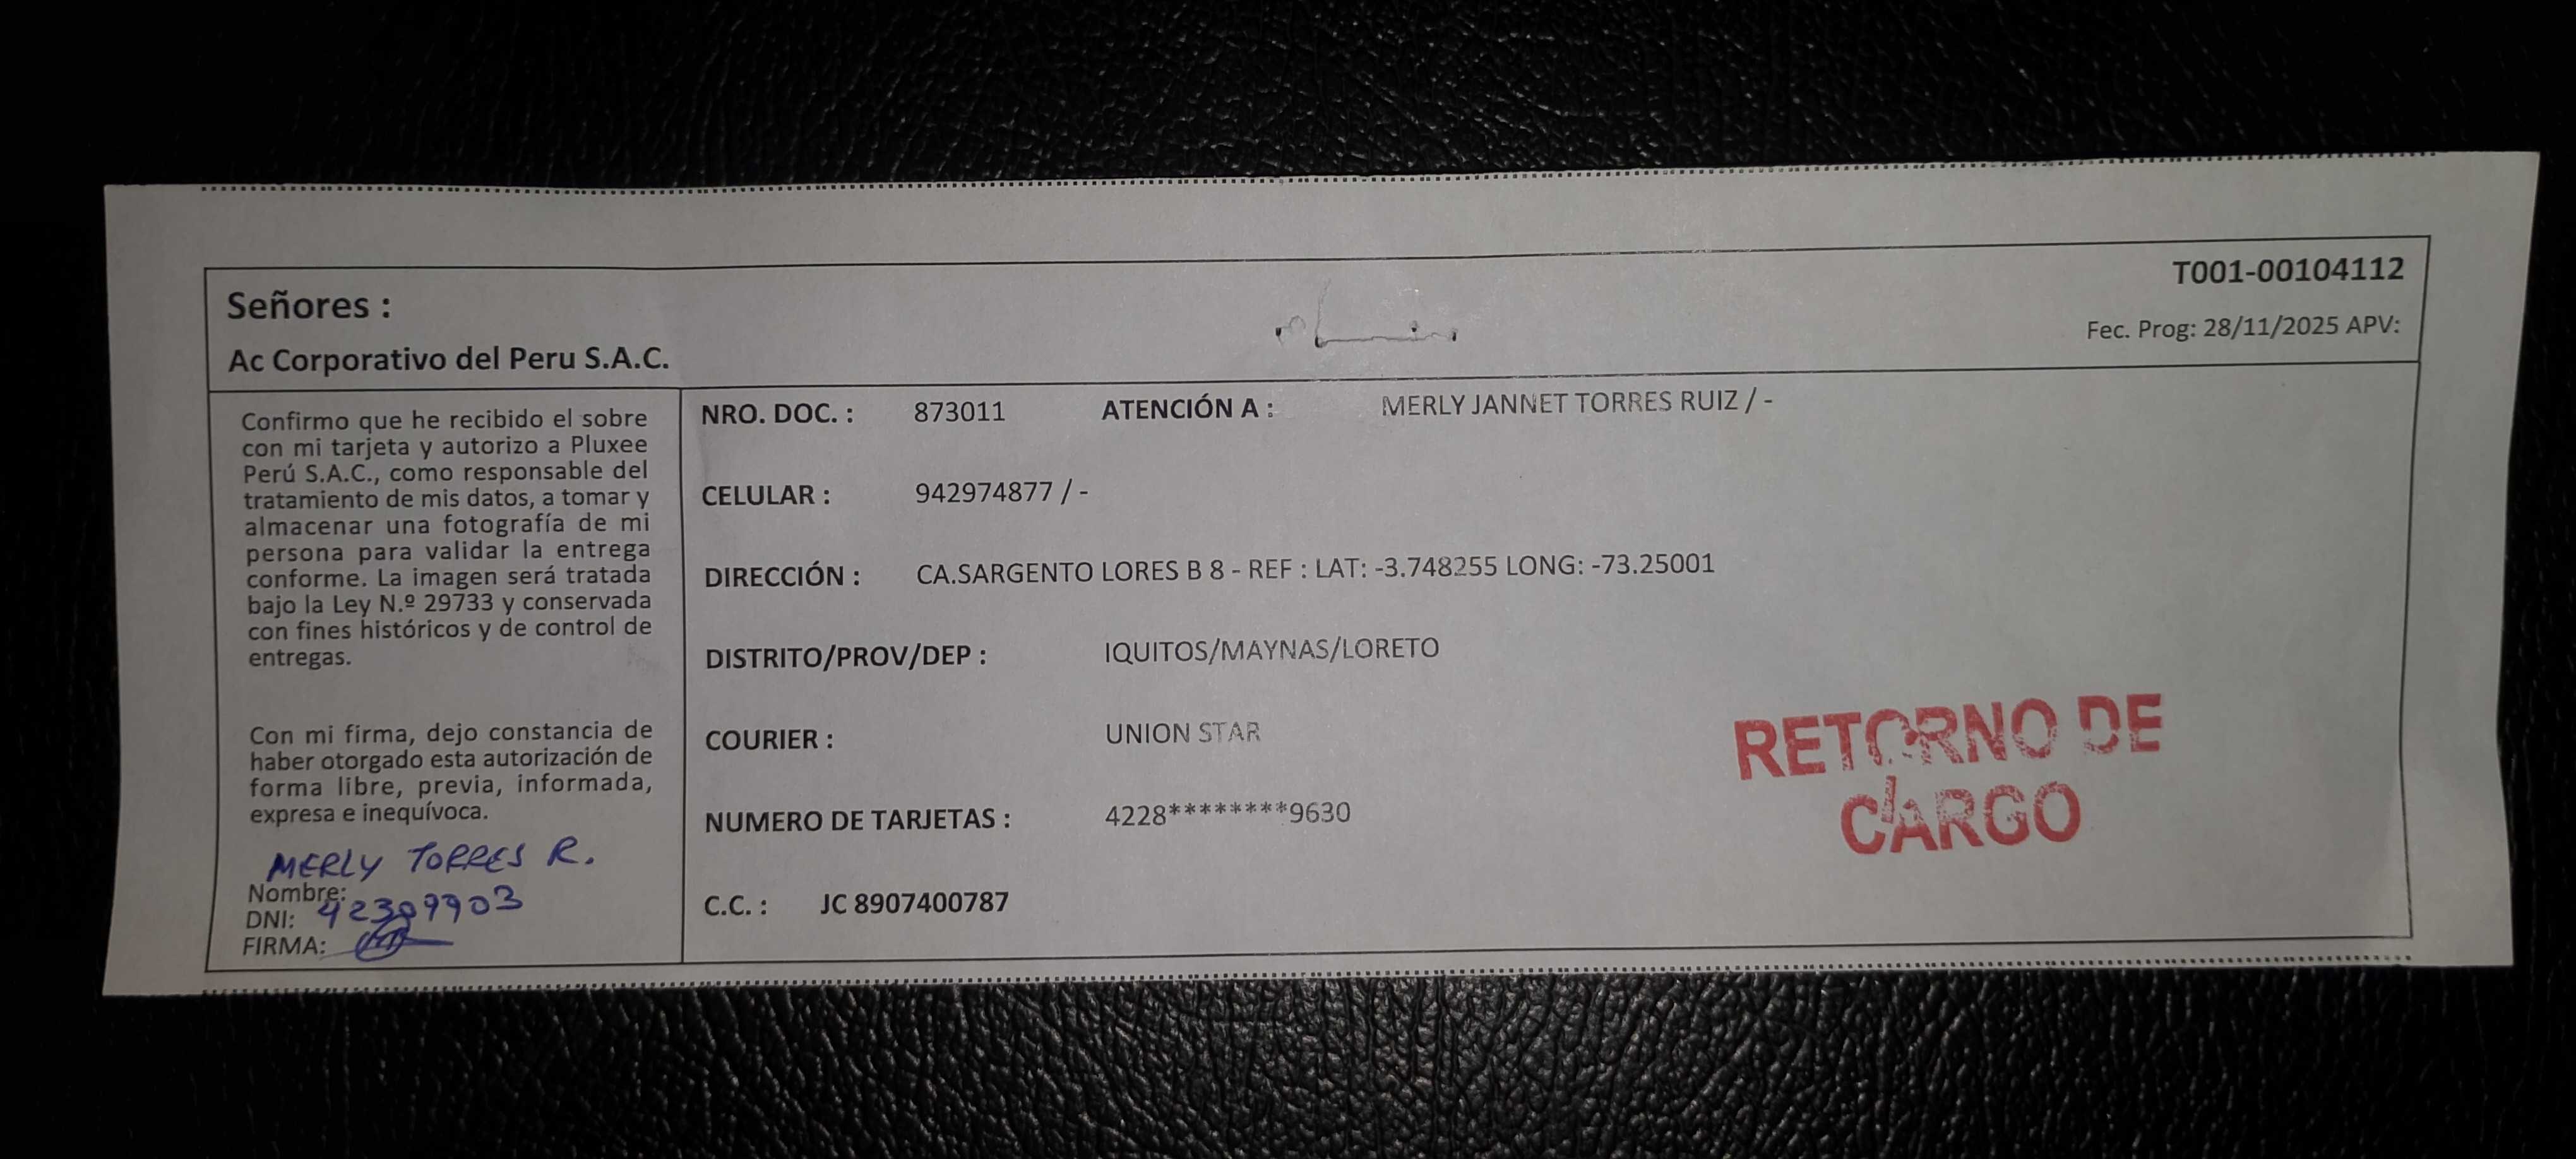 T001-00104112
Señores :
Fec. Prog: 28/11/2025 APV:
Ac Corporativo del Peru S.A.C.
Confirmo que he recibido el sobre
con mi tarjeta y autorizo a Pluxee
Perú S.A.C., como responsable del
tratamiento de mis datos, a tomar y
almacenar una fotografía de mi
persona para validar la entrega
conforme. La imagen será tratada
bajo la Ley N.º 29733 y conservada
con fines históricos y de control de
entregas.
Con mi firma, dejo constancia de
haber otorgado esta autorización de
forma libre, previa, informada,
expresa e inequívoca.
MERLY TORRES R.
Nombre:
DNI: 42309903
FIRMA:
NRO. DOC. : 873011 ATENCIÓN A : MERLY JANNET TORRES RUIZ / -
CELULAR : 942974877 / -
DIRECCIÓN : CA.SARGENTO LORES B 8 - REF : LAT: -3.748255 LONG: -73.25001
DISTRITO/PROV/DEP : IQUITOS/MAYNAS/LORETO
COURIER : UNION STAR
NUMERO DE TARJETAS : 4228********9630
C.C. : JC 8907400787
RETORNO DE
CARGO